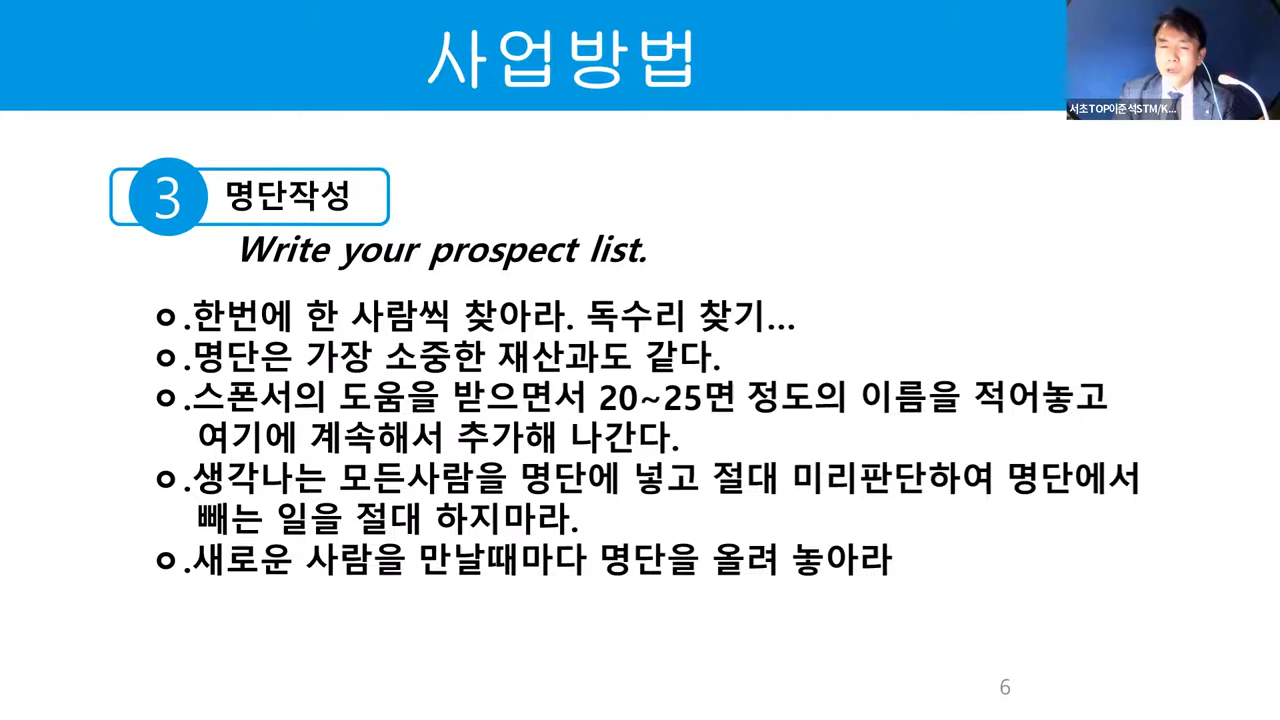 사업방법
서초TOP이준석STM/K...
3 명단작성
Write your prospect list.
ㅇ.한번에 한 사람씩 찾아라. 독수리 찾기...
ㅇ.명단은 가장 소중한 재산과도 같다.
ㅇ.스폰서의 도움을 받으면서 20~25면 정도의 이름을 적어놓고
여기에 계속해서 추가해 나간다.
ㅇ.생각나는 모든사람을 명단에 넣고 절대 미리판단하여 명단에서
빼는 일을 절대 하지마라.
ㅇ.새로운 사람을 만날때마다 명단을 올려 놓아라
6